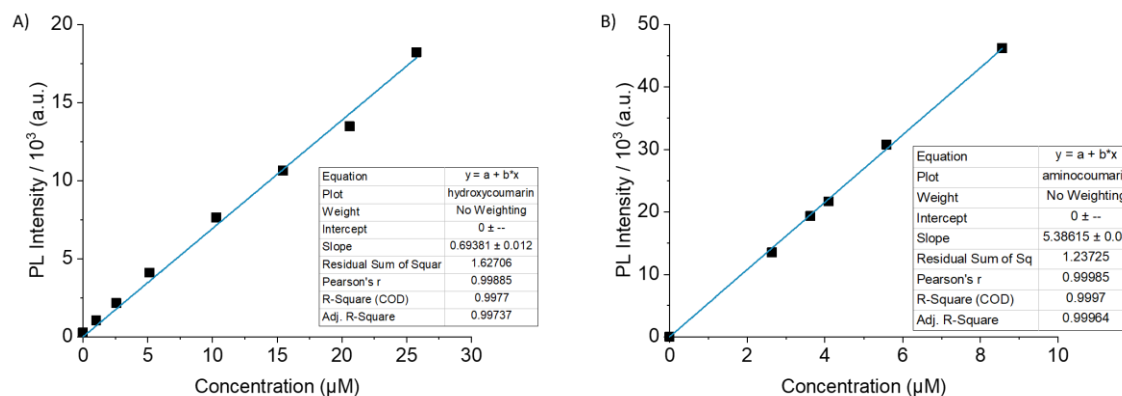 A)
PL Intensity / 10³ (a.u.)
20
15
10
5
0
Equation y = a + b*x
Plot hydroxycoumarin
Weight No Weighting
Intercept 0 ± --
Slope 0.69381 ± 0.012
Residual Sum of Squar 1.62706
Pearson's r 0.99885
R-Square (COD) 0.9977
Adj. R-Square 0.99737
0 5 10 15 20 25 30
Concentration (µM)
B)
PL Intensity / 10³ (a.u.)
50
40
30
20
10
0
Equation y = a + b*x
Plot aminocoumari
Weight No Weighting
Intercept 0 ± --
Slope 5.38615 ± 0.0
Residual Sum of Sq 1.23725
Pearson's r 0.99985
R-Square (COD) 0.9997
Adj. R-Square 0.99964
0 2 4 6 8 10
Concentration (µM)